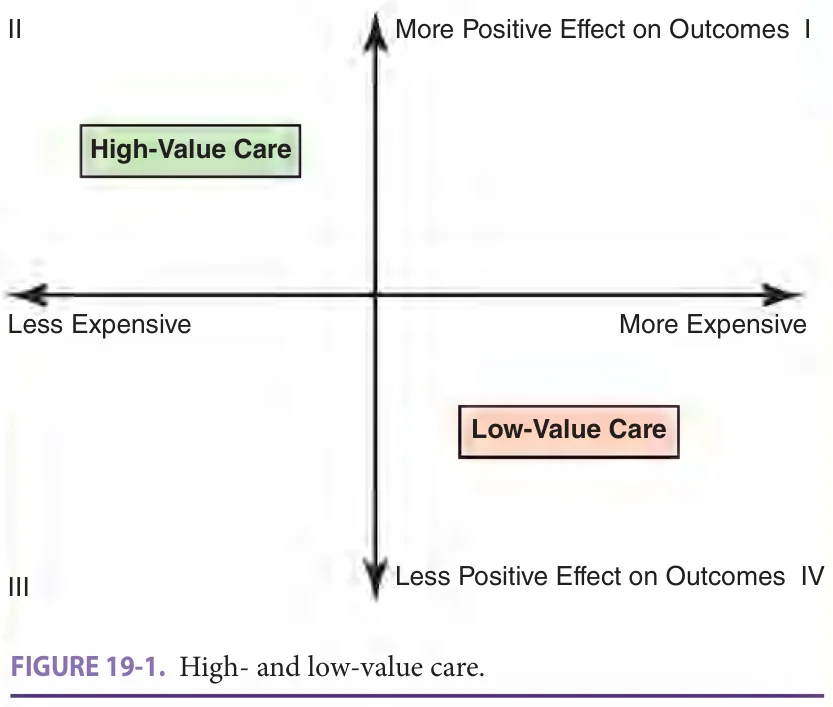 II
More Positive Effect on Outcomes I
High-Value Care
Less Expensive
More Expensive
Low-Value Care
III
Less Positive Effect on Outcomes IV
FIGURE 19-1. High- and low-value care.